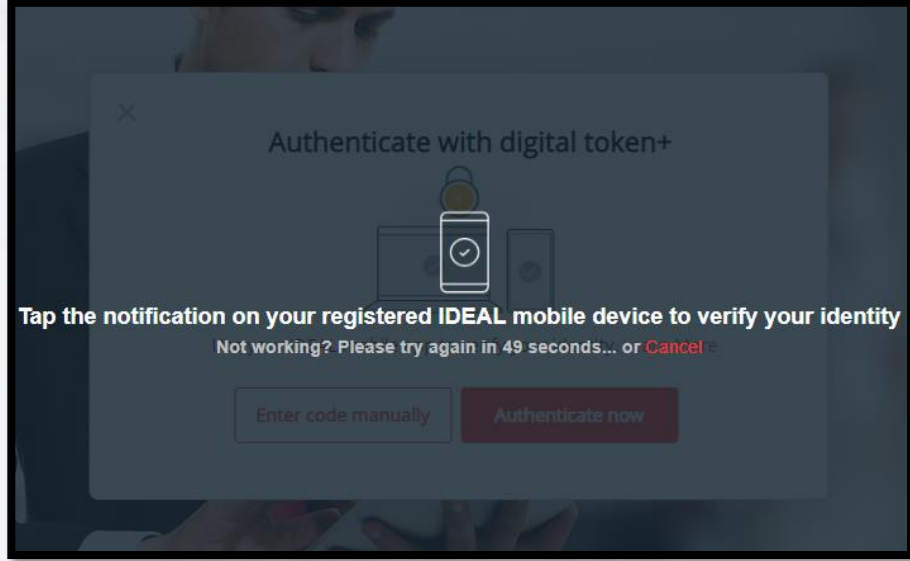 Authenticate with digital token+
Tap the notification on your registered IDEAL mobile device to verify your identity
Not working? Please try again in 49 seconds... or Cancel
Enter code manually
Authenticate now